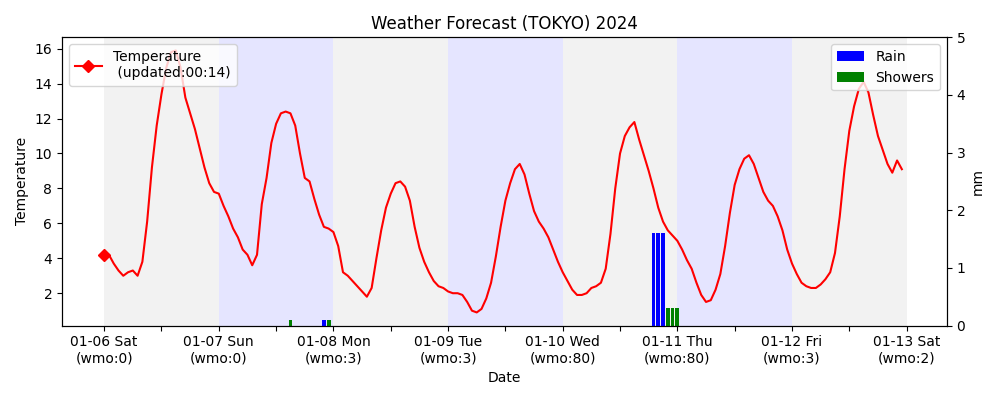 Weather Forecast (TOKYO) 2024
Temperature
(updated:00:14)
Rain
Showers
16
14
12
10
8
6
4
2
Temperature
5
4
3
2
1
0
mm
01-06 Sat 01-07 Sun 01-08 Mon 01-09 Tue 01-10 Wed 01-11 Thu 01-12 Fri 01-13 Sat
(wmo:0) (wmo:0) (wmo:3) (wmo:3) (wmo:80) (wmo:80) (wmo:3) (wmo:2)
Date